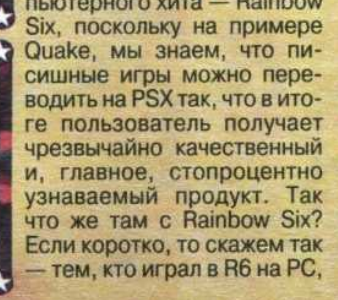 пьютерного хита — Rainbow
Six, поскольку на примере
Quake, мы знаем, что пи-
сишные игры можно пере-
водить на PSX так, что в ито-
ге пользователь получает
чрезвычайно качественный
и, главное, стопроцентно
узнаваемый продукт. Так
что же там с Rainbow Six?
Если коротко, то скажем так
— тем, кто играл в R6 на PC,